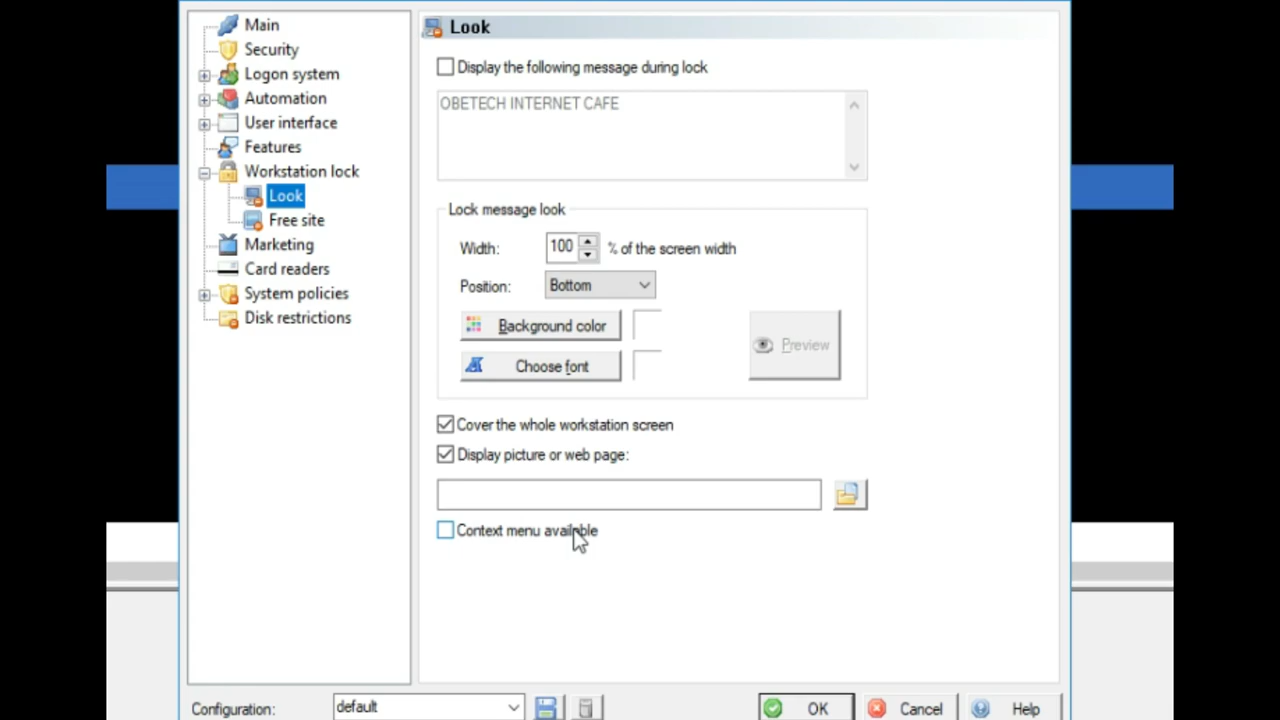 Main
Security
Logon system
Automation
User interface
Features
Workstation lock
Look
Free site
Marketing
Card readers
System policies
Disk restrictions
Look
Display the following message during lock
OBETECH INTERNET CAFE
Lock message look
Width: 100 % of the screen width
Position: Bottom
Background color
Choose font
Preview
Cover the whole workstation screen
Display picture or web page:
Context menu available
Configuration: default
OK Cancel Help